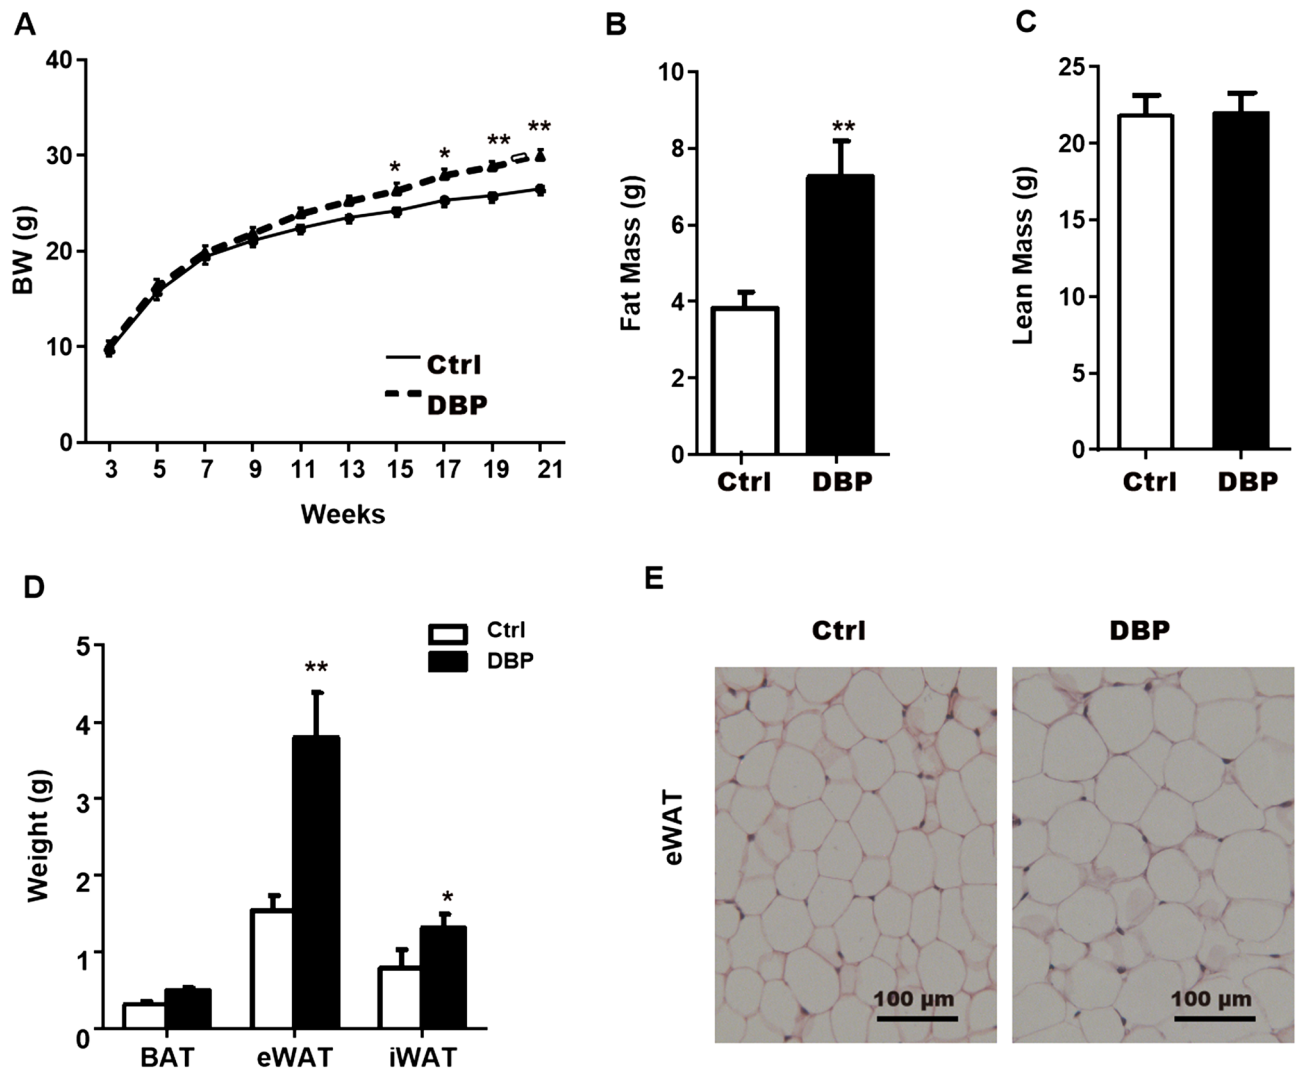 A
40
30
20
10
0
BW (g)
*
*
**
**
Ctrl
DBP
3 5 7 9 11 13 15 17 19 21
Weeks
B
10
8
6
4
2
0
Fat Mass (g)
**
Ctrl DBP
C
25
20
15
10
5
0
Lean Mass (g)
Ctrl DBP
D
5
4
3
2
1
0
Weight (g)
Ctrl
DBP
**
*
BAT eWAT iWAT
E
Ctrl DBP
eWAT
100 μm 100 μm